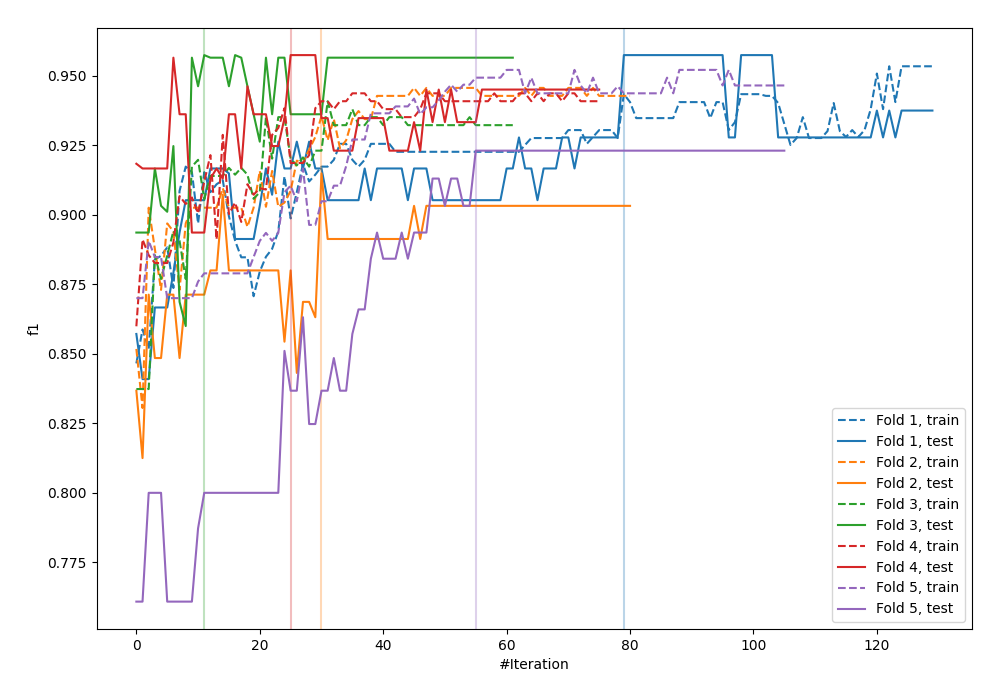 0.950
0.925
0.900
0.875
0.850
0.825
0.800
0.775
f1
0 20 40 60 80 100 120
#Iteration
Fold 1, train
Fold 1, test
Fold 2, train
Fold 2, test
Fold 3, train
Fold 3, test
Fold 4, train
Fold 4, test
Fold 5, train
Fold 5, test